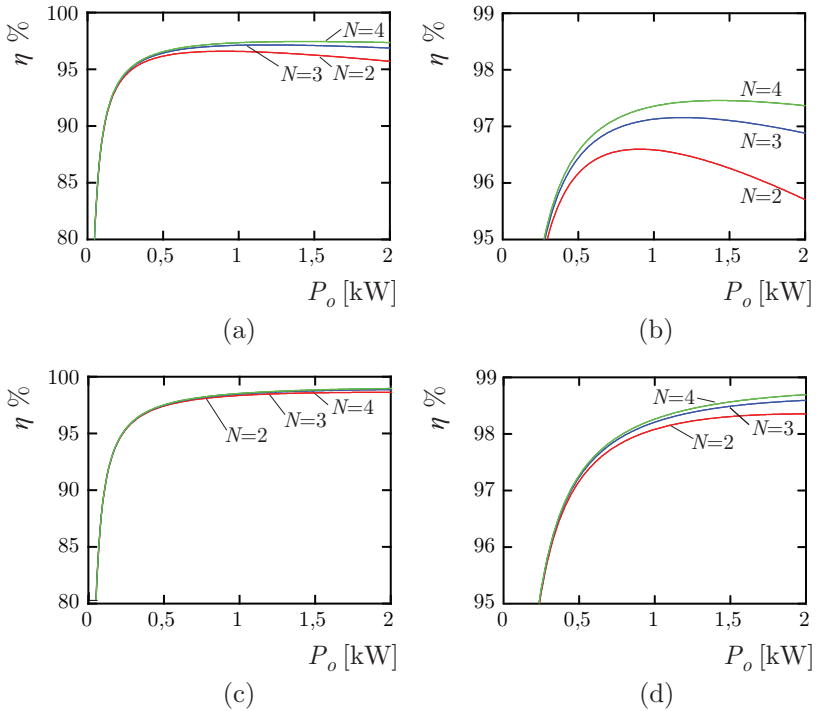 η %
100
95
90
85
80
0
0,5
1
1,5
2
N=4
N=3
N=2
P_o [kW]
(a)
η %
99
98
97
96
95
0
0,5
1
1,5
2
N=4
N=3
N=2
P_o [kW]
(b)
η %
100
95
90
85
80
0
0,5
1
1,5
2
N=2
N=3
N=4
P_o [kW]
(c)
η %
99
98
97
96
95
0
0,5
1
1,5
2
N=4
N=3
N=2
P_o [kW]
(d)